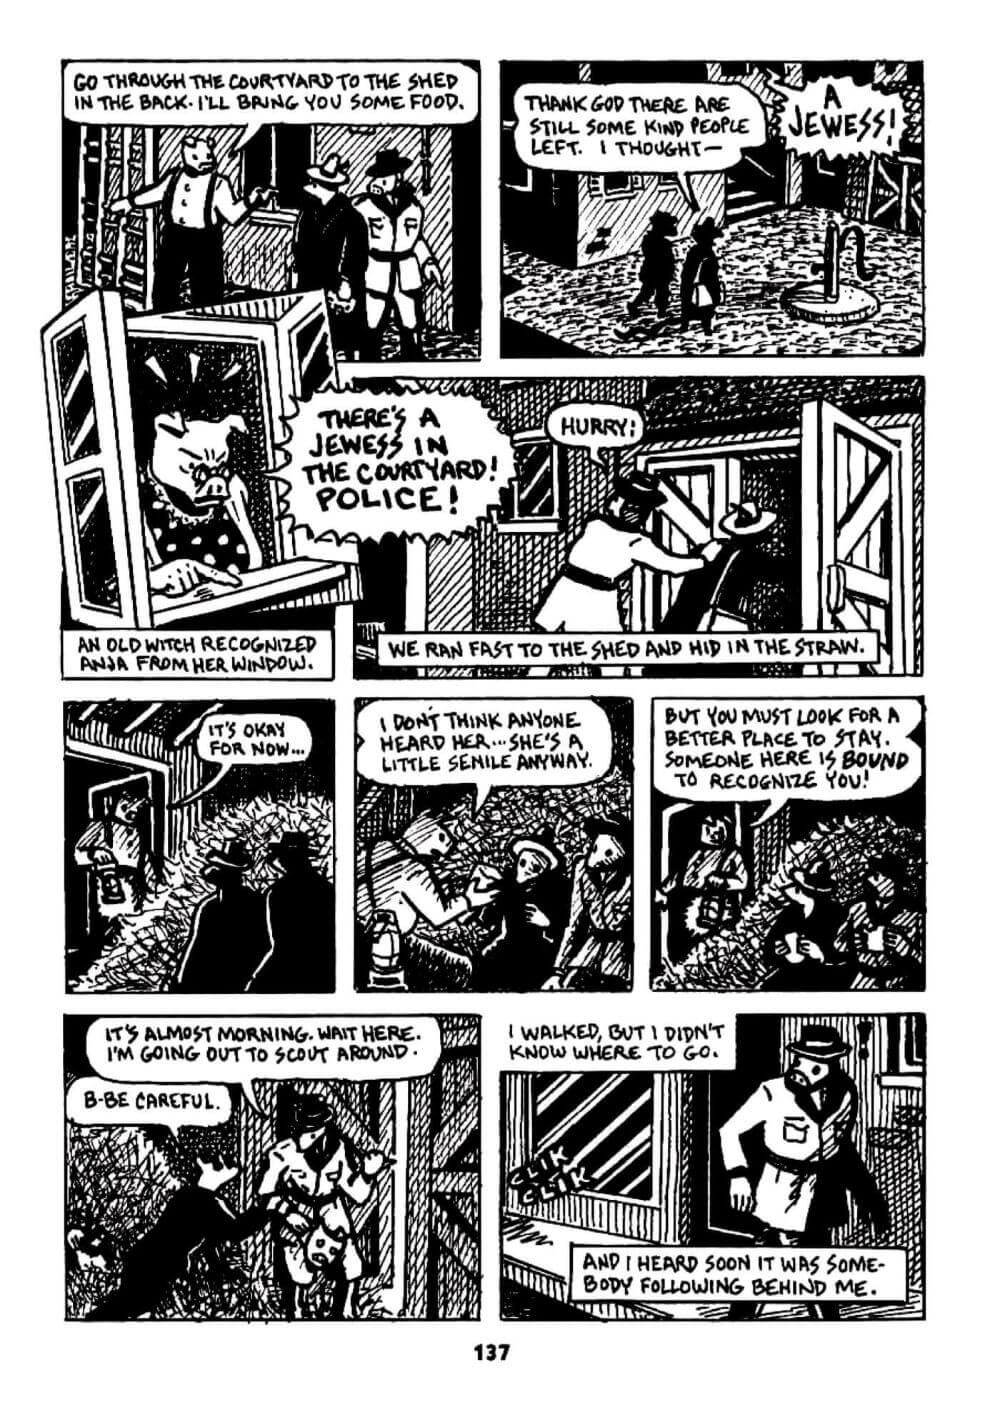 GO THROUGH THE COURTYARD TO THE SHED
IN THE BACK. I'LL BRING YOU SOME FOOD.
THANK GOD THERE ARE
STILL SOME KIND PEOPLE
LEFT. I THOUGHT—
A
JEWESS!
THERE'S A
JEWESS IN
THE COURTYARD!
POLICE!
AN OLD WITCH RECOGNIZED
ANJA FROM HER WINDOW.
HURRY!
WE RAN FAST TO THE SHED AND HID IN THE STRAW.
IT'S OKAY
FOR NOW...
I DON'T THINK ANYONE
HEARD HER... SHE'S A
LITTLE SENILE ANYWAY.
BUT YOU MUST LOOK FOR A
BETTER PLACE TO STAY.
SOMEONE HERE IS BOUND
TO RECOGNIZE YOU!
IT'S ALMOST MORNING. WAIT HERE.
I'M GOING OUT TO SCOUT AROUND.
B-BE CAREFUL.
I WALKED, BUT I DIDN'T
KNOW WHERE TO GO.
CLIK
CLIK
AND I HEARD SOON IT WAS SOME-
BODY FOLLOWING BEHIND ME.
137